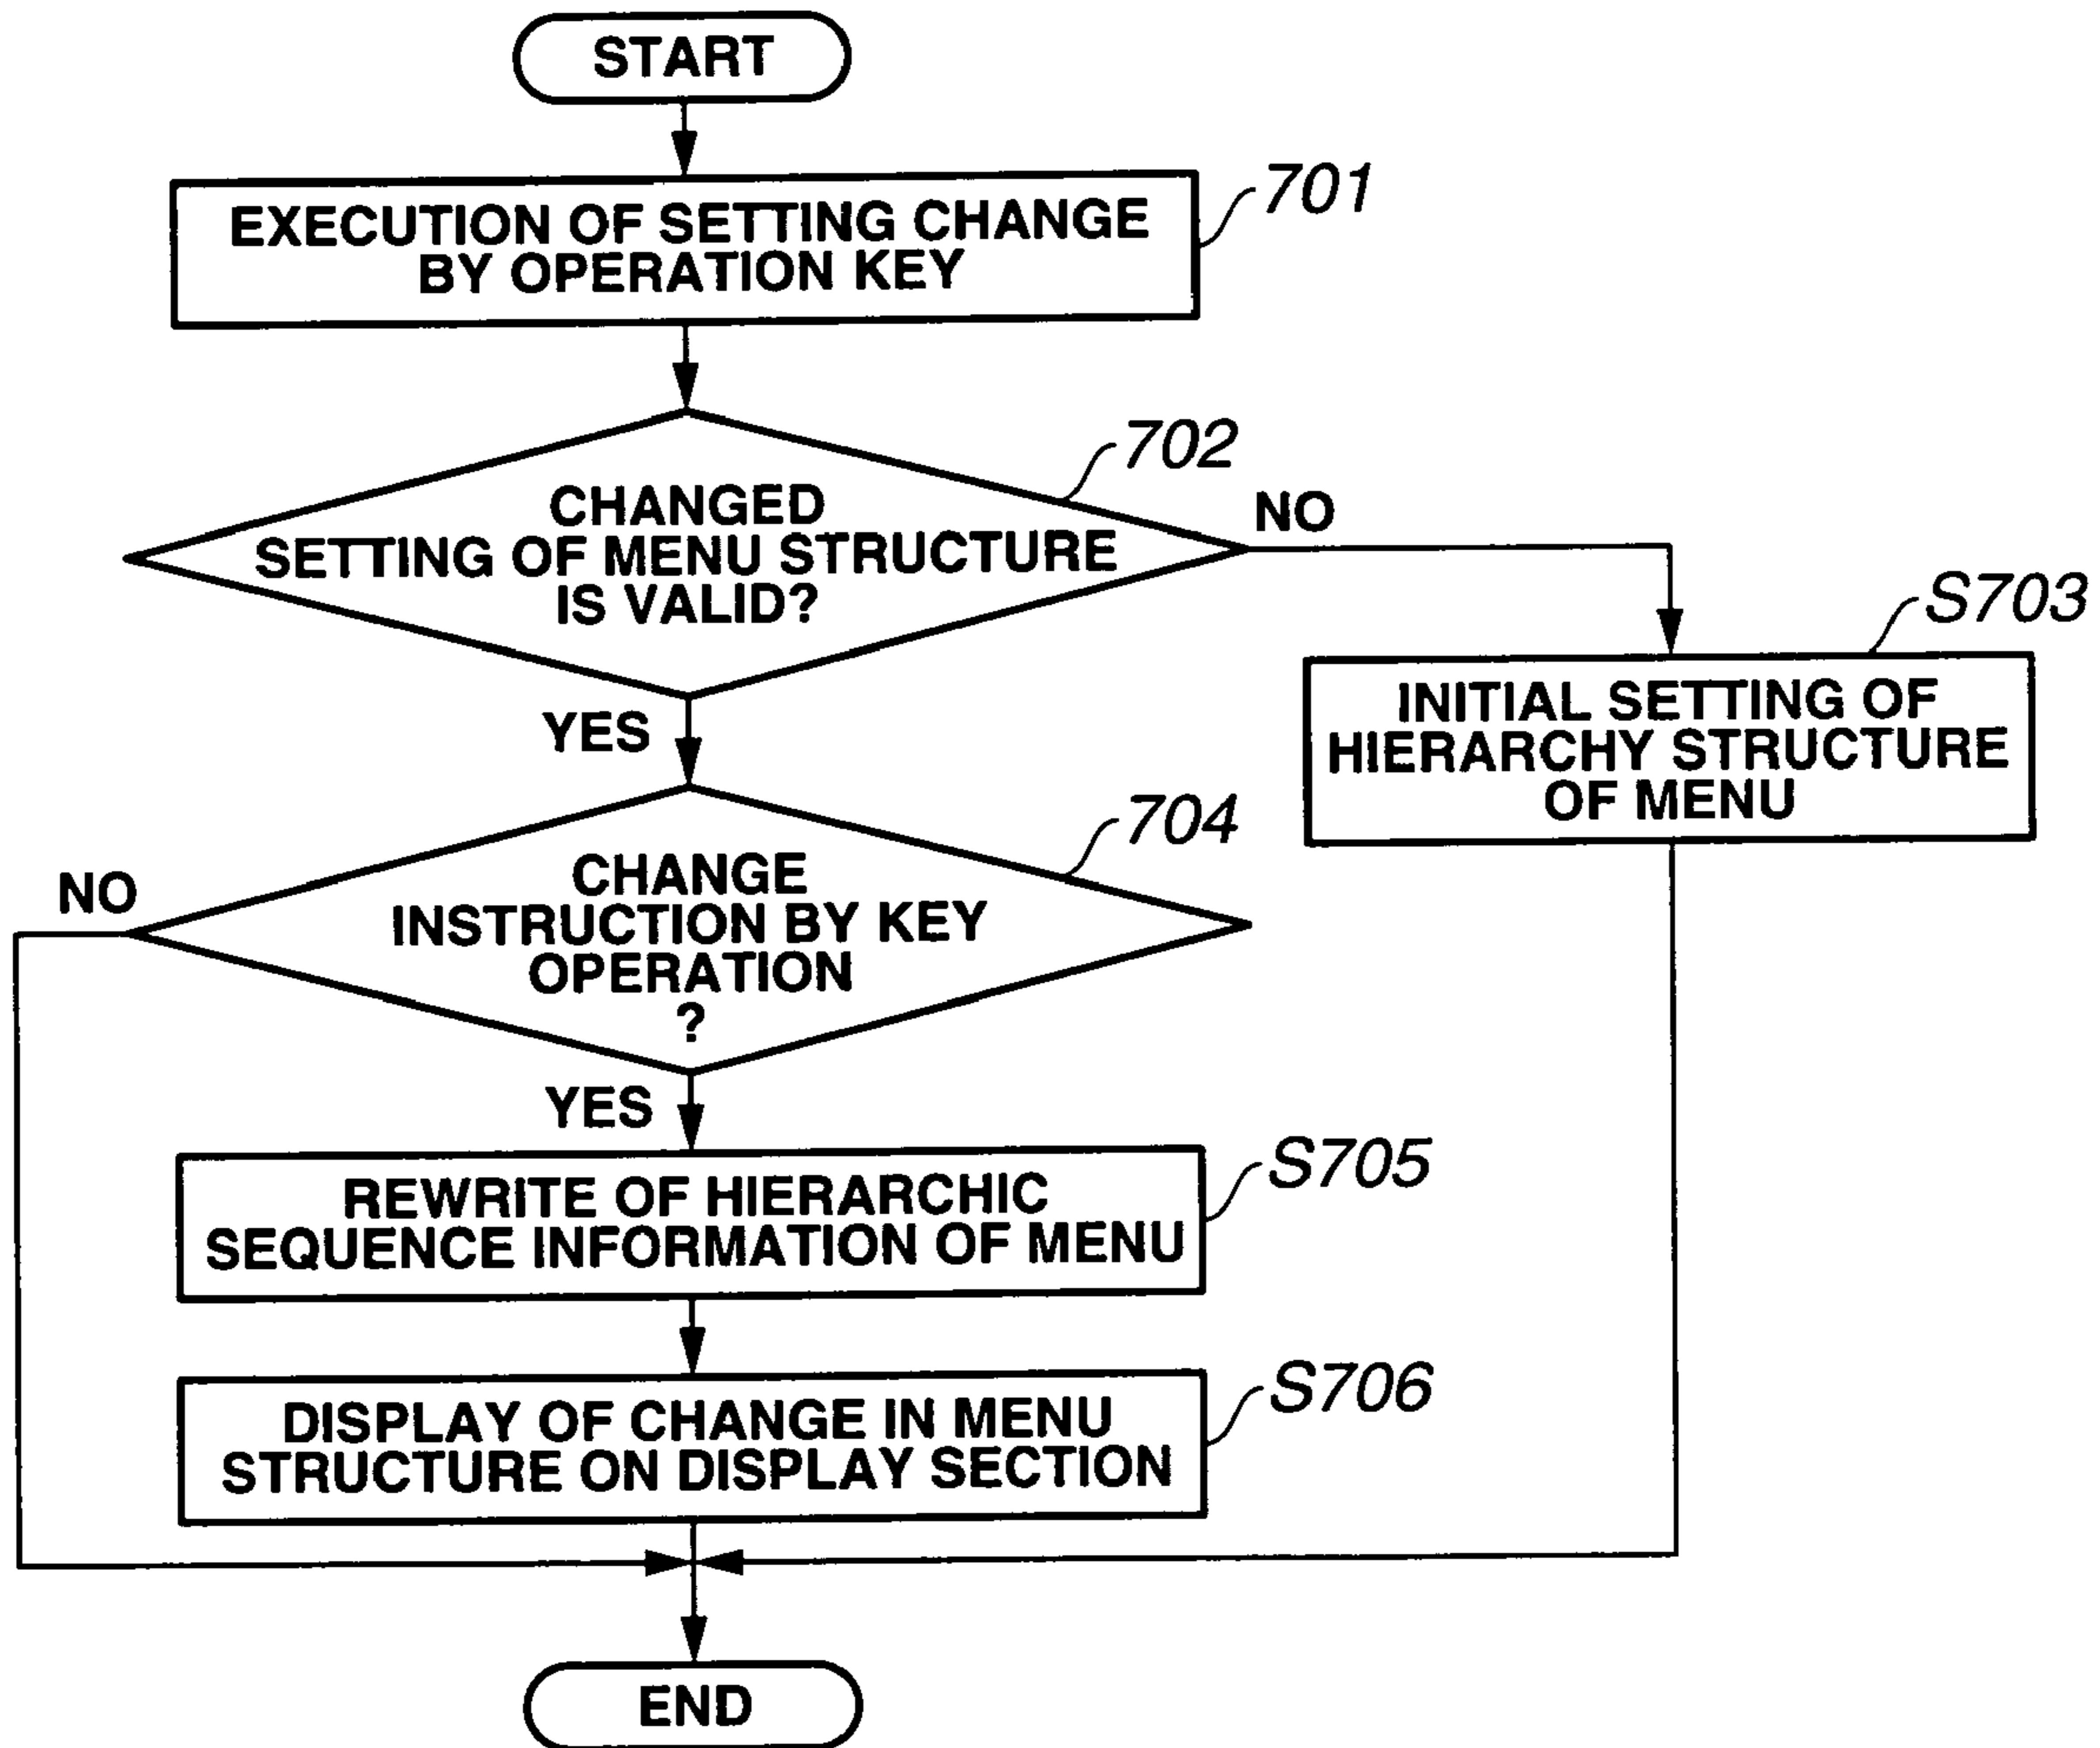 START
701
EXECUTION OF SETTING CHANGE
BY OPERATION KEY
702
CHANGED
SETTING OF MENU STRUCTURE
IS VALID?
NO
YES
S703
INITIAL SETTING OF
HIERARCHY STRUCTURE
OF MENU
704
CHANGE
INSTRUCTION BY KEY
OPERATION
?
NO
YES
S705
REWRITE OF HIERARCHIC
SEQUENCE INFORMATION OF MENU
S706
DISPLAY OF CHANGE IN MENU
STRUCTURE ON DISPLAY SECTION
END